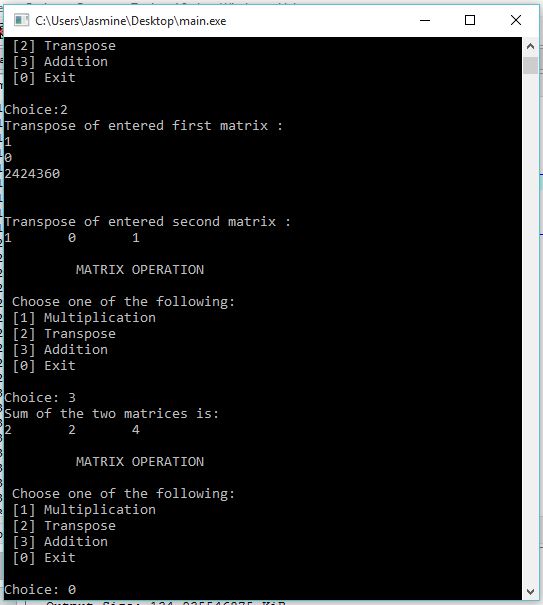 C:\Users\Jasmine\Desktop\main.exe
[2] Transpose
[3] Addition
[0] Exit
Choice:2
Transpose of entered first matrix :
1
0
2424360
Transpose of entered second matrix :
1 0 1
MATRIX OPERATION
Choose one of the following:
[1] Multiplication
[2] Transpose
[3] Addition
[0] Exit
Choice: 3
Sum of the two matrices is:
2 2 4
MATRIX OPERATION
Choose one of the following:
[1] Multiplication
[2] Transpose
[3] Addition
[0] Exit
Choice: 0